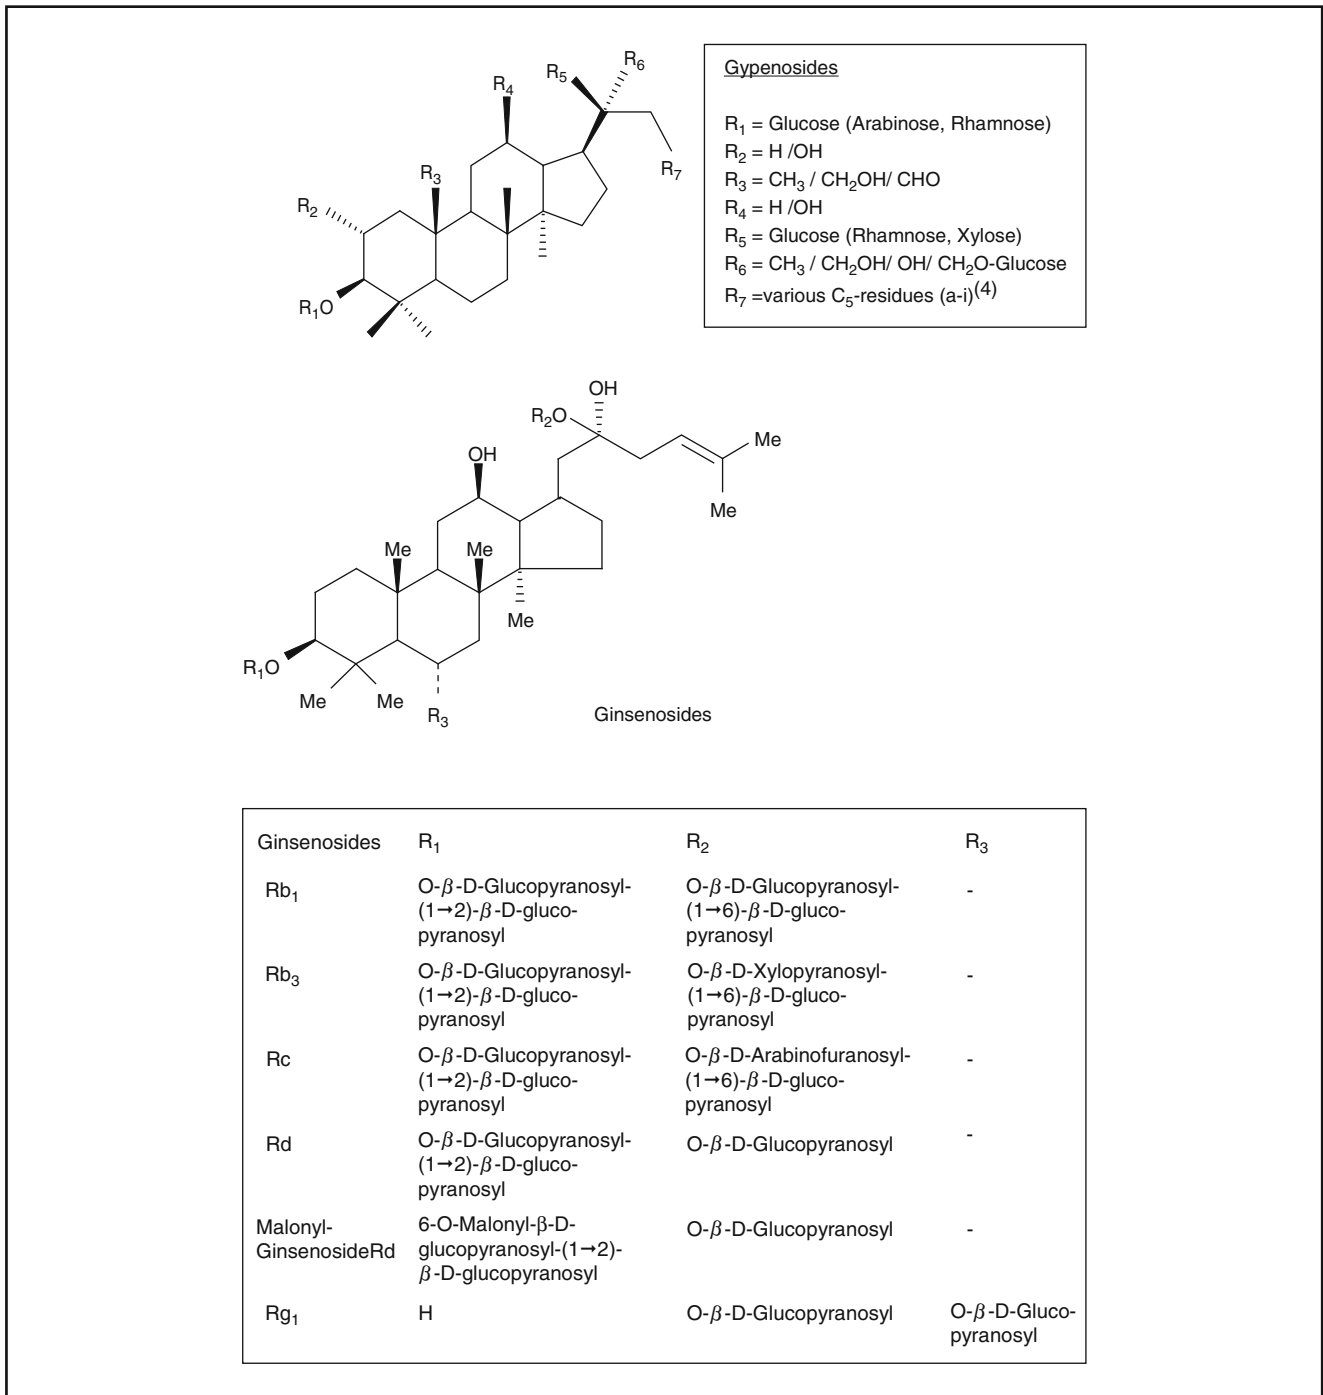 R5
R6
R4
R3
R7
R2
R1O
Gypenosides
R1 = Glucose (Arabinose, Rhamnose)
R2 = H /OH
R3 = CH3 / CH2OH/ CHO
R4 = H /OH
R5 = Glucose (Rhamnose, Xylose)
R6 = CH3 / CH2OH/ OH/ CH2O-Glucose
R7 =various C5-residues (a-i)(4)
OH
R2O
Me
OH
Me
Me
Me
Me
R1O
Me
Me
R3
Ginsenosides
Ginsenosides R1 R2 R3
Rb1 O-β-D-Glucopyranosyl- O-β-D-Glucopyranosyl- -
(1→2)-β-D-gluco- (1→6)-β-D-gluco-
pyranosyl pyranosyl
Rb3 O-β-D-Glucopyranosyl- O-β-D-Xylopyranosyl- -
(1→2)-β-D-gluco- (1→6)-β-D-gluco-
pyranosyl pyranosyl
Rc O-β-D-Glucopyranosyl- O-β-D-Arabinofuranosyl- -
(1→2)-β-D-gluco- (1→6)-β-D-gluco-
pyranosyl pyranosyl
Rd O-β-D-Glucopyranosyl- O-β-D-Glucopyranosyl -
(1→2)-β-D-gluco-
pyranosyl
Malonyl- 6-O-Malonyl-β-D- O-β-D-Glucopyranosyl -
GinsenosideRd glucopyranosyl-(1→2)-
β-D-glucopyranosyl
Rg1 H O-β-D-Glucopyranosyl O-β-D-Gluco-
pyranosyl